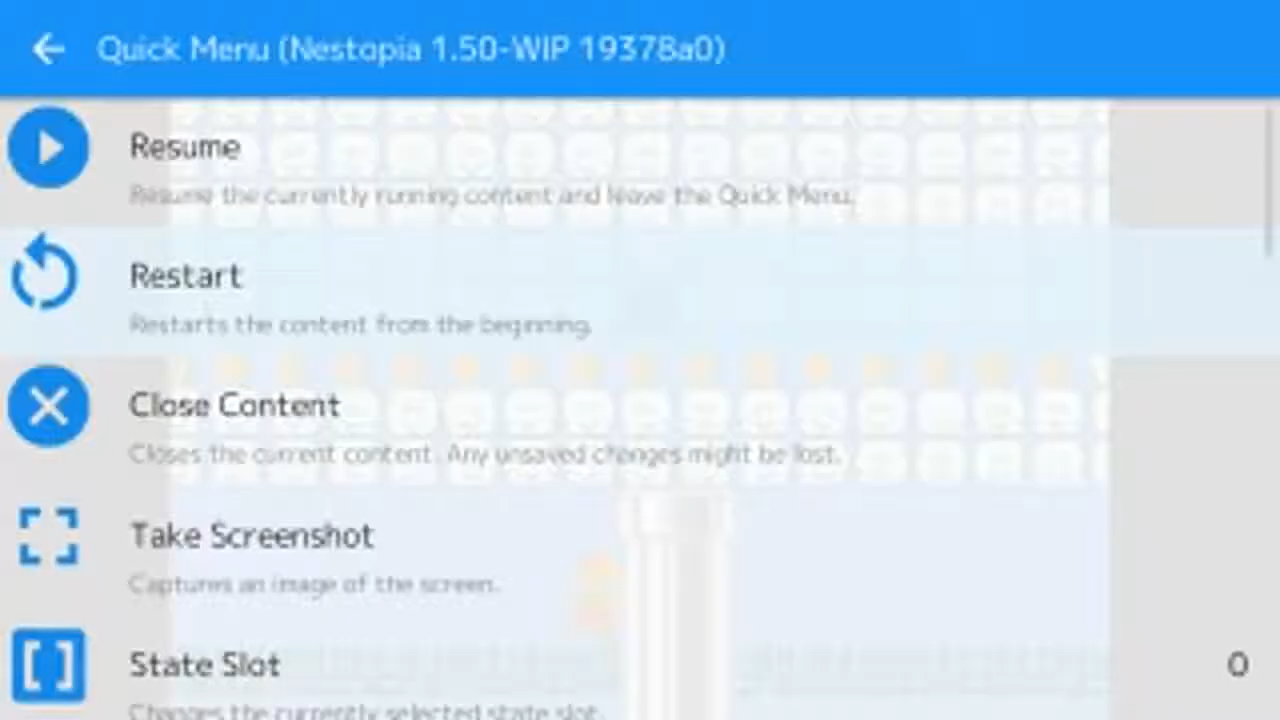 Quick Menu (Nestopia 1.50-WIP 19378a0)
Resume
Resume the currently running content and leave the Quick Menu.
Restart
Restarts the content from the beginning.
Close Content
Closes the current content. Any unsaved changes might be lost.
Take Screenshot
Captures an image of the screen.
State Slot 0
Changes the currently selected state slot.